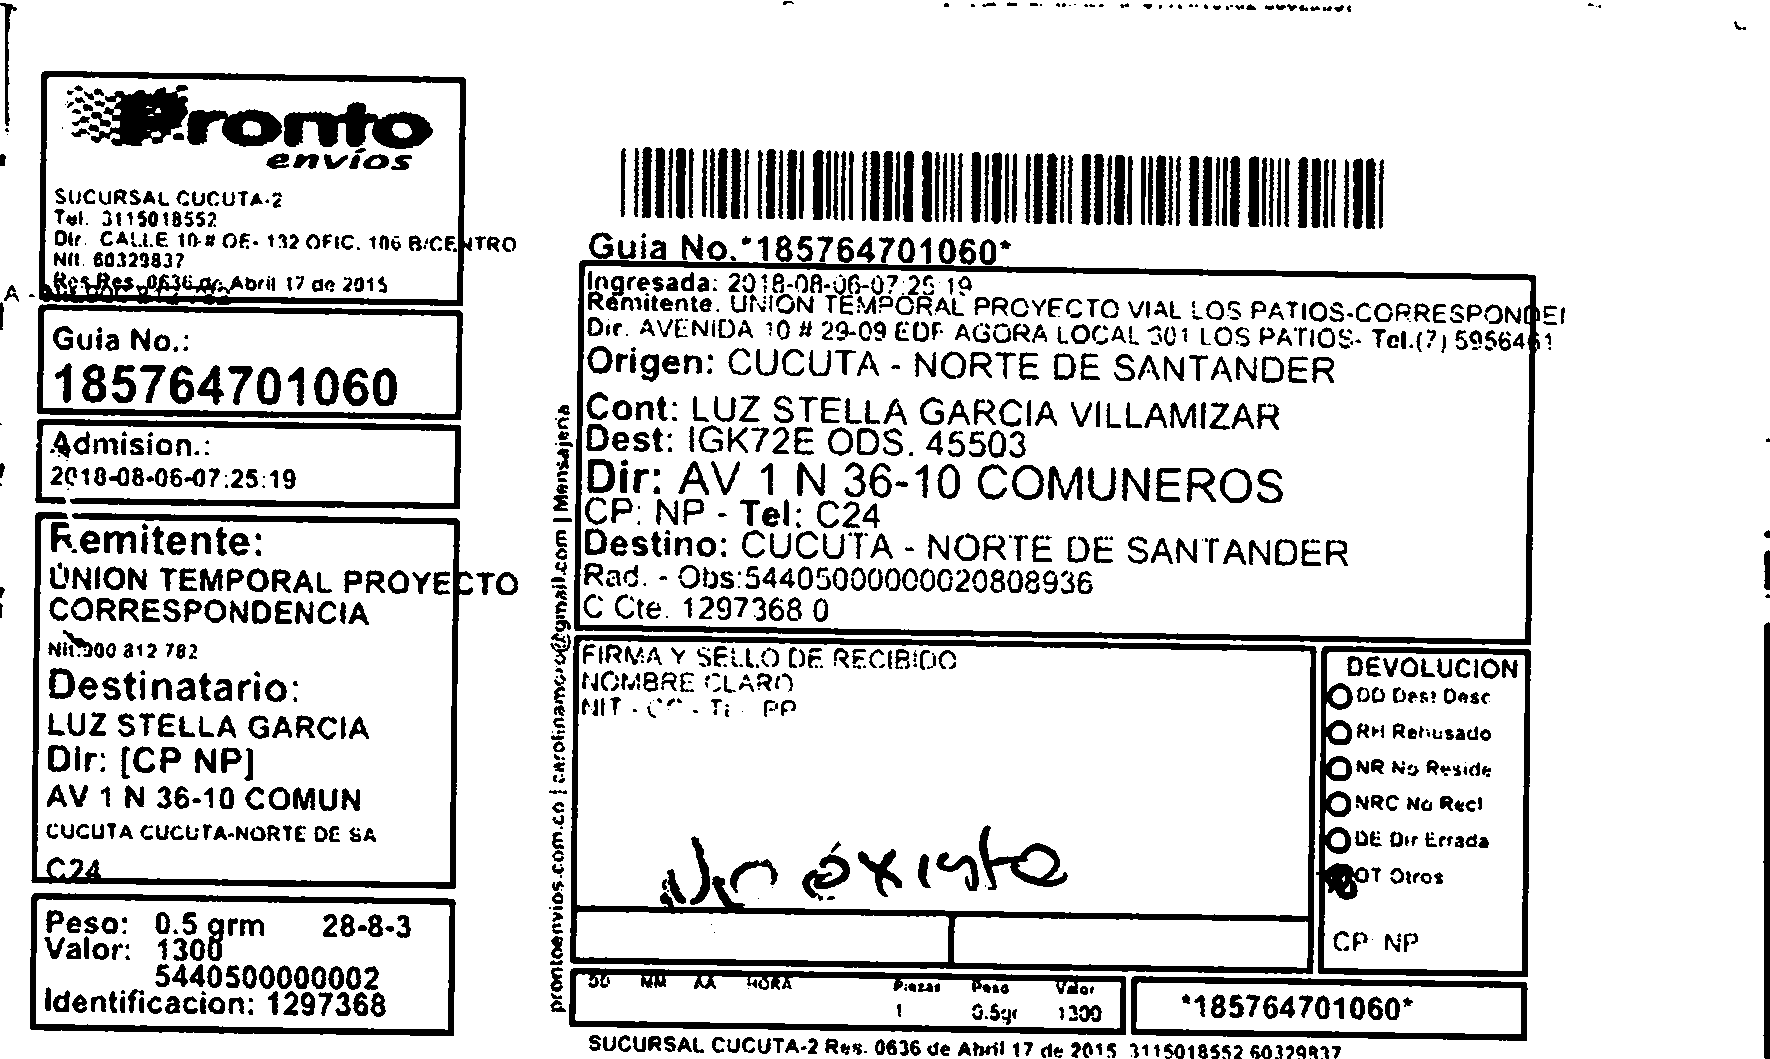 Pronto
envíos
SUCURSAL CUCUTA-2
Tel. 3115018552
Dir. CALLE 10 # OE- 132 OFIC. 106 B/CENTRO
Nit. 60329837
Res Res. 0636 de Abril 17 de 2015
Guia No.:
185764701060
Admision.:
2018-08-06-07:25:19
Remitente:
UNION TEMPORAL PROYECTO
CORRESPONDENCIA
Nit:900 812 782
Destinatario:
LUZ STELLA GARCIA
Dir: [CP NP]
AV 1 N 36-10 COMUN
CUCUTA CUCUTA-NORTE DE SA
C24
Peso: 0.5 grm 28-8-3
Valor: 1300
5440500000002
Identificacion: 1297368
prontoenvios.com.co | | Mensajeria
Guia No.*185764701060*
Ingresada: 2018-08-06-07:25:19
Remitente. UNION TEMPORAL PROYECTO VIAL LOS PATIOS-CORRESPONDEI
Dir. AVENIDA 10 # 29-09 EDF AGORA LOCAL 301 LOS PATIOS- Tel.(7) 5956461
Origen: CUCUTA - NORTE DE SANTANDER
Cont: LUZ STELLA GARCIA VILLAMIZAR
Dest: IGK72E ODS. 45503
Dir: AV 1 N 36-10 COMUNEROS
CP: NP - Tel: C24
Destino: CUCUTA - NORTE DE SANTANDER
Rad. - Obs:54405000000020808936
C Cte. 1297368 0
FIRMA Y SELLO DE RECIBIDO
NOMBRE CLARO
NIT - CC - TI - PP
DEVOLUCION
DD Dest Desc
RH Rehusado
NR No Reside
NRC No Recl
DE Dir Errada
OT Otros
CP: NP
DD MM AA HORA Piezas Peso Valor
1 0.5gr 1300
*185764701060*
SUCURSAL CUCUTA-2 Res. 0636 de Abril 17 de 2015 3115018552 60329837